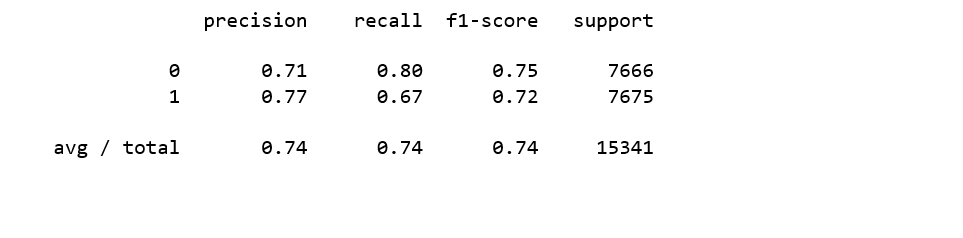 precision recall f1-score support
0 0.71 0.80 0.75 7666
1 0.77 0.67 0.72 7675
avg / total 0.74 0.74 0.74 15341